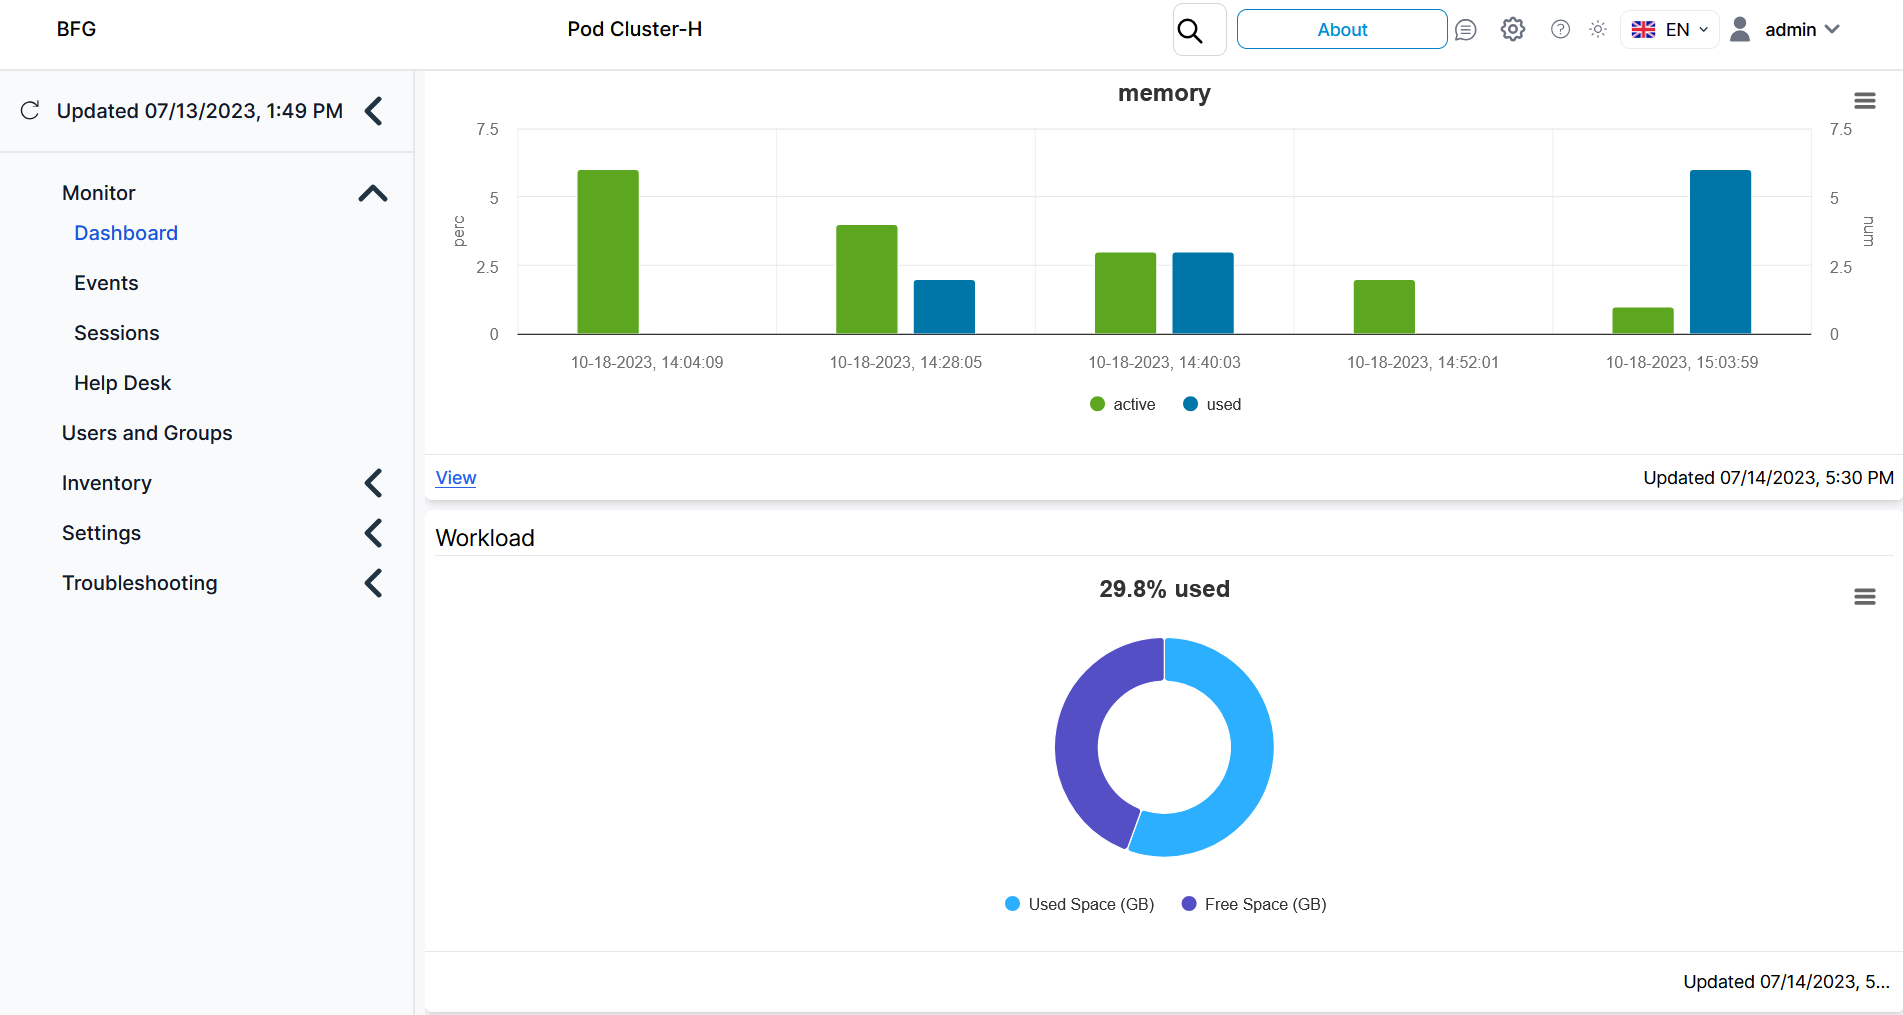 BFG
Pod Cluster-H
About
EN
admin
Updated 07/13/2023, 1:49 PM
Monitor
Dashboard
Events
Sessions
Help Desk
Users and Groups
Inventory
Settings
Troubleshooting
memory
7.5
5
2.5
0
perc
7.5
5
2.5
0
num
10-18-2023, 14:04:09
10-18-2023, 14:28:05
10-18-2023, 14:40:03
10-18-2023, 14:52:01
10-18-2023, 15:03:59
active
used
View
Updated 07/14/2023, 5:30 PM
Workload
29.8% used
Used Space (GB)
Free Space (GB)
Updated 07/14/2023, 5...